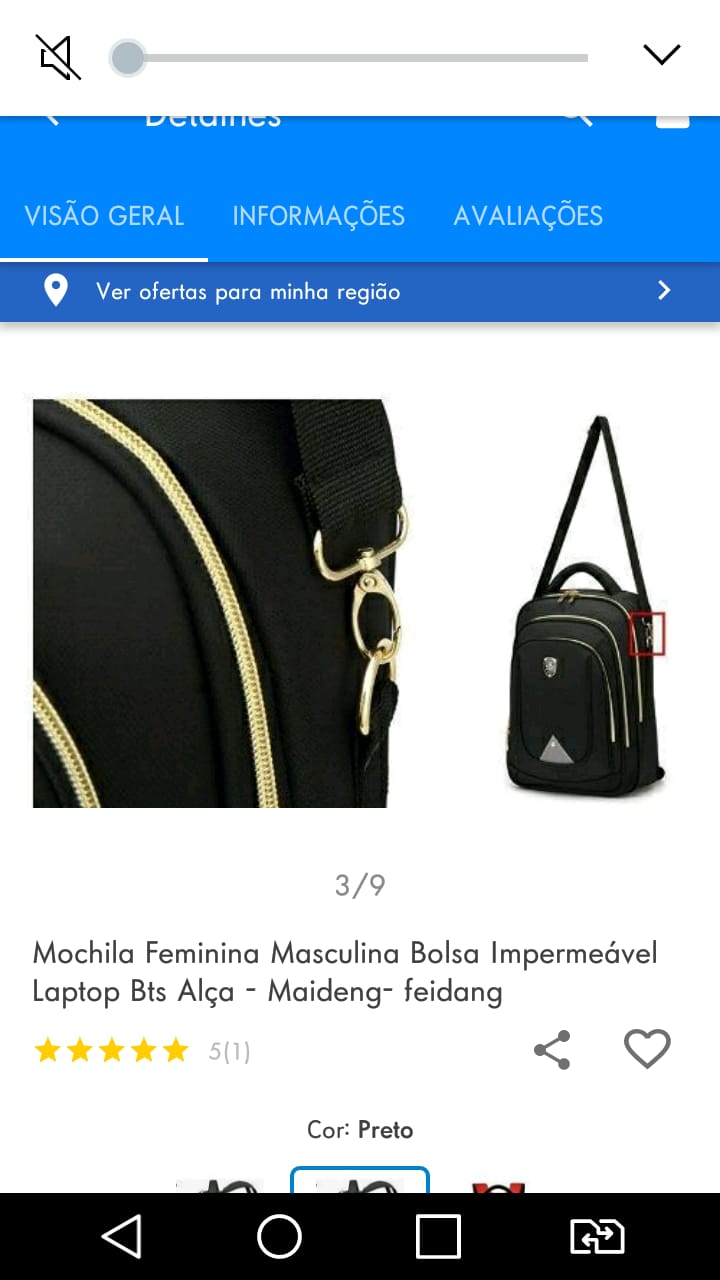 Detalhes
VISÃO GERAL INFORMAÇÕES AVALIAÇÕES
Ver ofertas para minha região
3/9
Mochila Feminina Masculina Bolsa Impermeável
Laptop Bts Alça - Maideng- feidang
5(1)
Cor: Preto